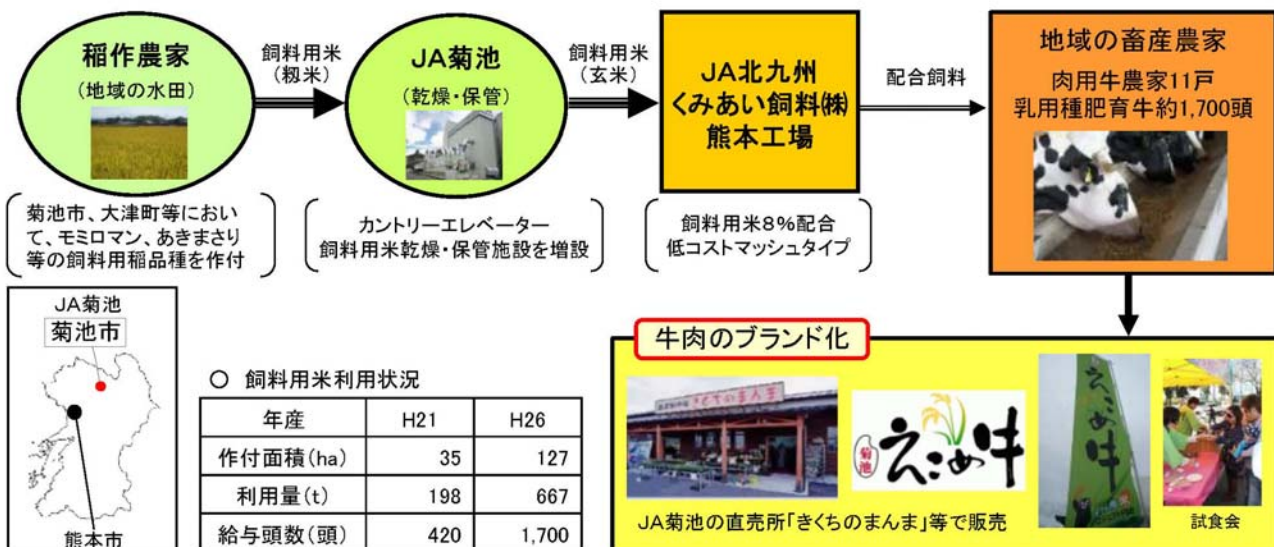 稲作農家
(地域の水田)
飼料用米
(籾米)
JA菊池
(乾燥・保管)
飼料用米
(玄米)
JA北九州
くみあい飼料㈱
熊本工場
配合飼料
地域の畜産農家
肉用牛農家11戸
乳用種肥育牛約1,700頭
菊池市、大津町等におい
て、モミロマン、あきまさり
等の飼料用稲品種を作付
カントリーエレベーター
飼料用米乾燥・保管施設を増設
飼料用米8%配合
低コストマッシュタイプ
JA菊池
菊池市
熊本市
○ 飼料用米利用状況
年産 H21 H26
作付面積(ha) 35 127
利用量(t) 198 667
給与頭数(頭) 420 1,700
牛肉のブランド化
きくちのまんま
菊池
えこめ牛
えこめ牛
JA菊池の直売所「きくちのまんま」等で販売
試食会